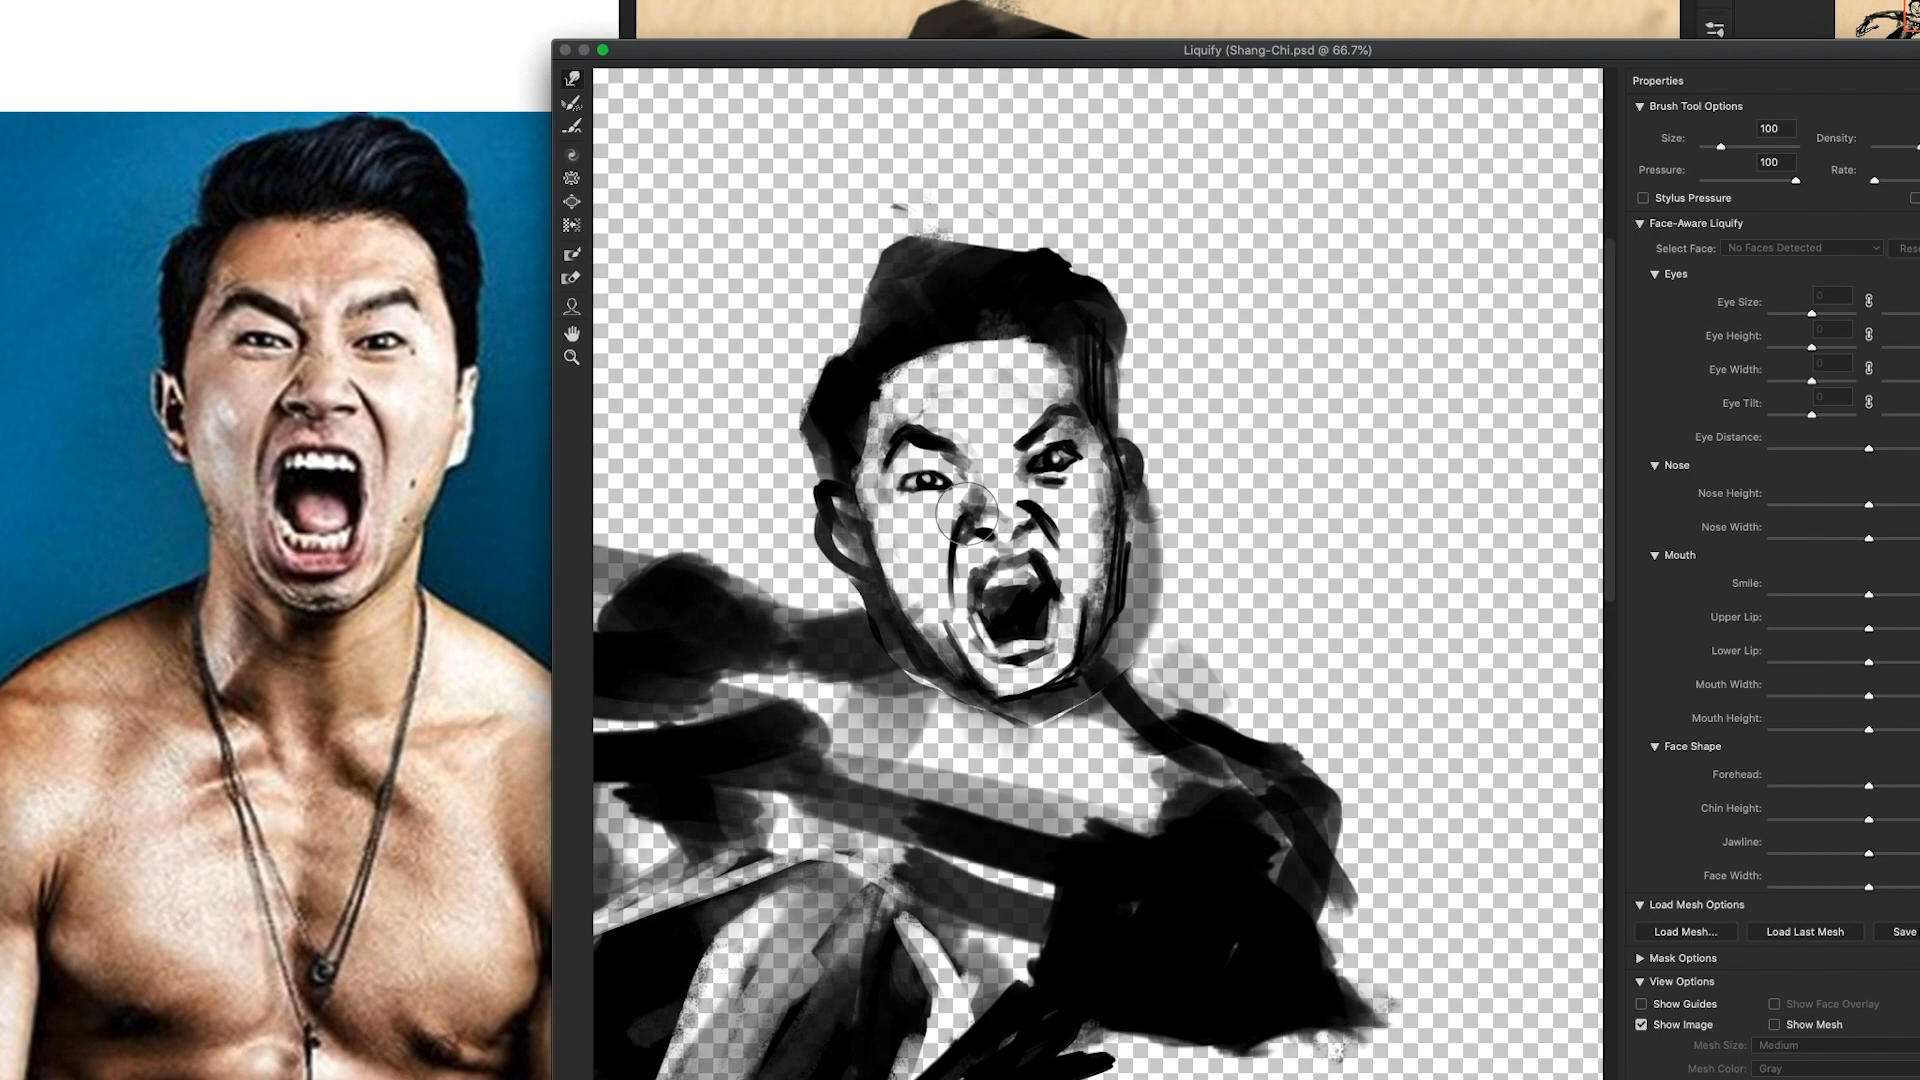 Liquify (Shang-Chi.psd @ 66.7%)
Properties
Brush Tool Options
Size: 100 Density:
Pressure: 100 Rate:
Stylus Pressure
Face-Aware Liquify
Select Face: No Faces Detected
Eyes
Eye Size: 0
Eye Height: 0
Eye Width: 0
Eye Tilt: 0
Eye Distance:
Nose
Nose Height:
Nose Width:
Mouth
Smile:
Upper Lip:
Lower Lip:
Mouth Width:
Mouth Height:
Face Shape
Forehead:
Chin Height:
Jawline:
Face Width:
Load Mesh Options
Load Mesh... Load Last Mesh Save
Mask Options
View Options
Show Guides Show Face Overlay
Show Image Show Mesh
Mesh Size: Medium
Mesh Color: Gray